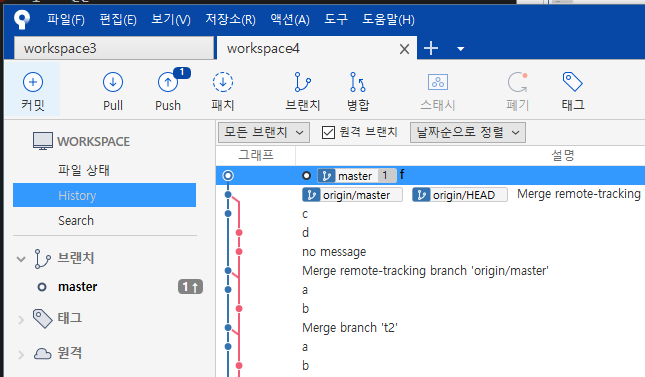 파일(F) 편집(E) 보기(V) 저장소(R) 액션(A) 도구 도움말(H)
workspace3 workspace4
1
커밋 Pull Push 패치 브랜치 병합 스태시 폐기 태그
WORKSPACE
파일 상태
History
Search
브랜치
master 1↑
태그
원격
모든 브랜치 원격 브랜치 날짜순으로 정렬
그래프 설명
master 1 f
origin/master origin/HEAD Merge remote-tracking
c
d
no message
Merge remote-tracking branch 'origin/master'
a
b
Merge branch 't2'
a
b